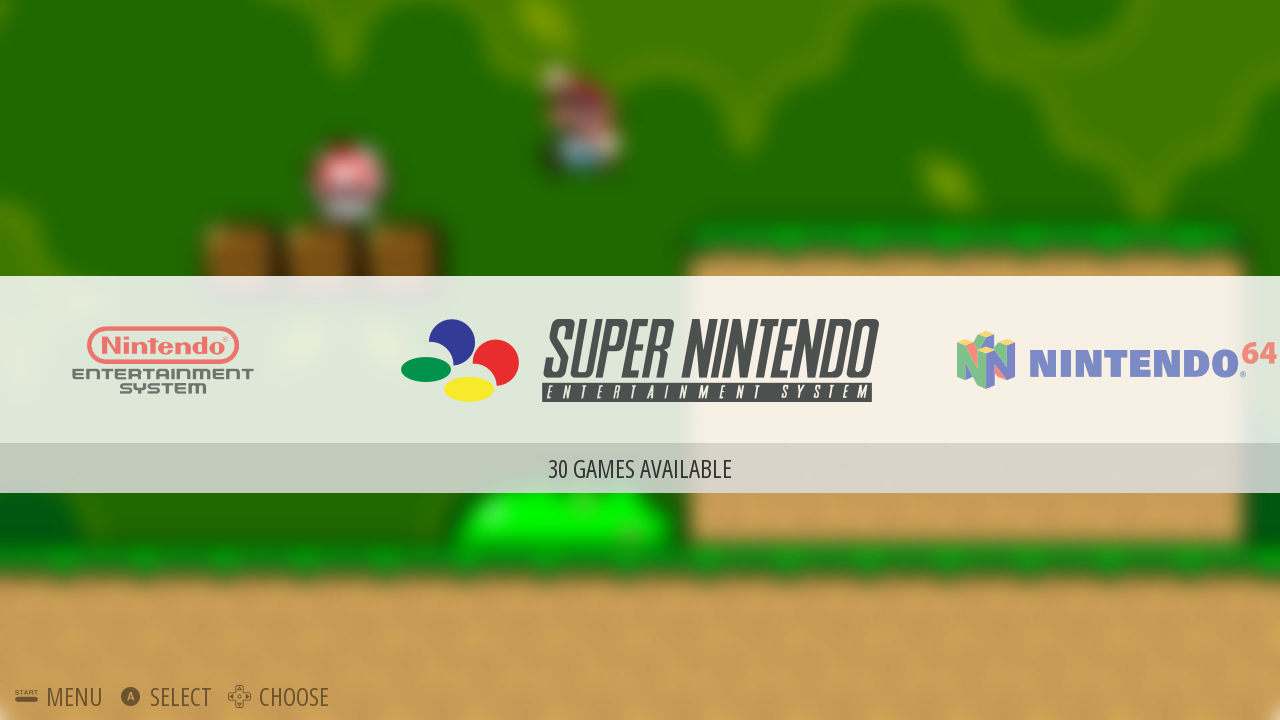 Nintendo®
ENTERTAINMENT
SYSTEM
SUPER NINTENDO
ENTERTAINMENT SYSTEM
NINTENDO64®
30 GAMES AVAILABLE
START MENU A SELECT CHOOSE